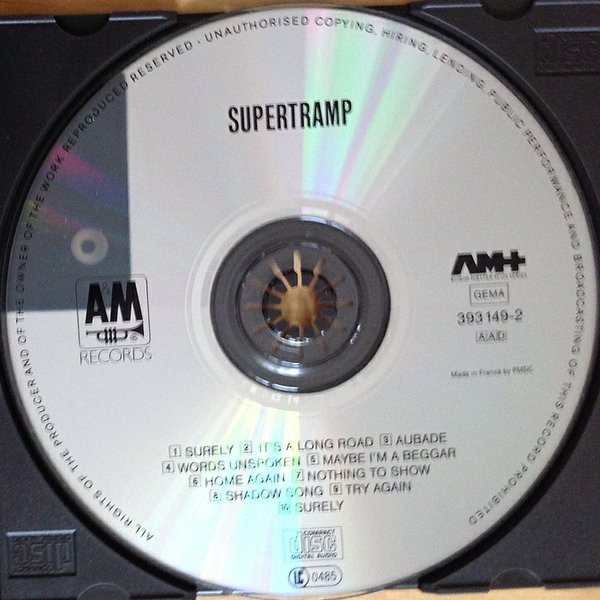 ALL RIGHTS OF THE PRODUCER AND OF THE OWNER OF THE WORK REPRODUCED RESERVED · UNAUTHORISED COPYING, HIRING, LENDING, PUBLIC PERFORMANCE AND BROADCASTING OF THIS RECORD PROHIBITED
SUPERTRAMP
AM+
GEMA
393 149-2
AAD
Made in France by PMDC
AM
RECORDS
1 SURELY 2 IT'S A LONG ROAD 3 AUBADE
4 WORDS UNSPOKEN 5 MAYBE I'M A BEGGAR
6 HOME AGAIN 7 NOTHING TO SHOW
8 SHADOW SONG 9 TRY AGAIN
10 SURELY
COMPACT
disc
DIGITAL AUDIO
LC 0485